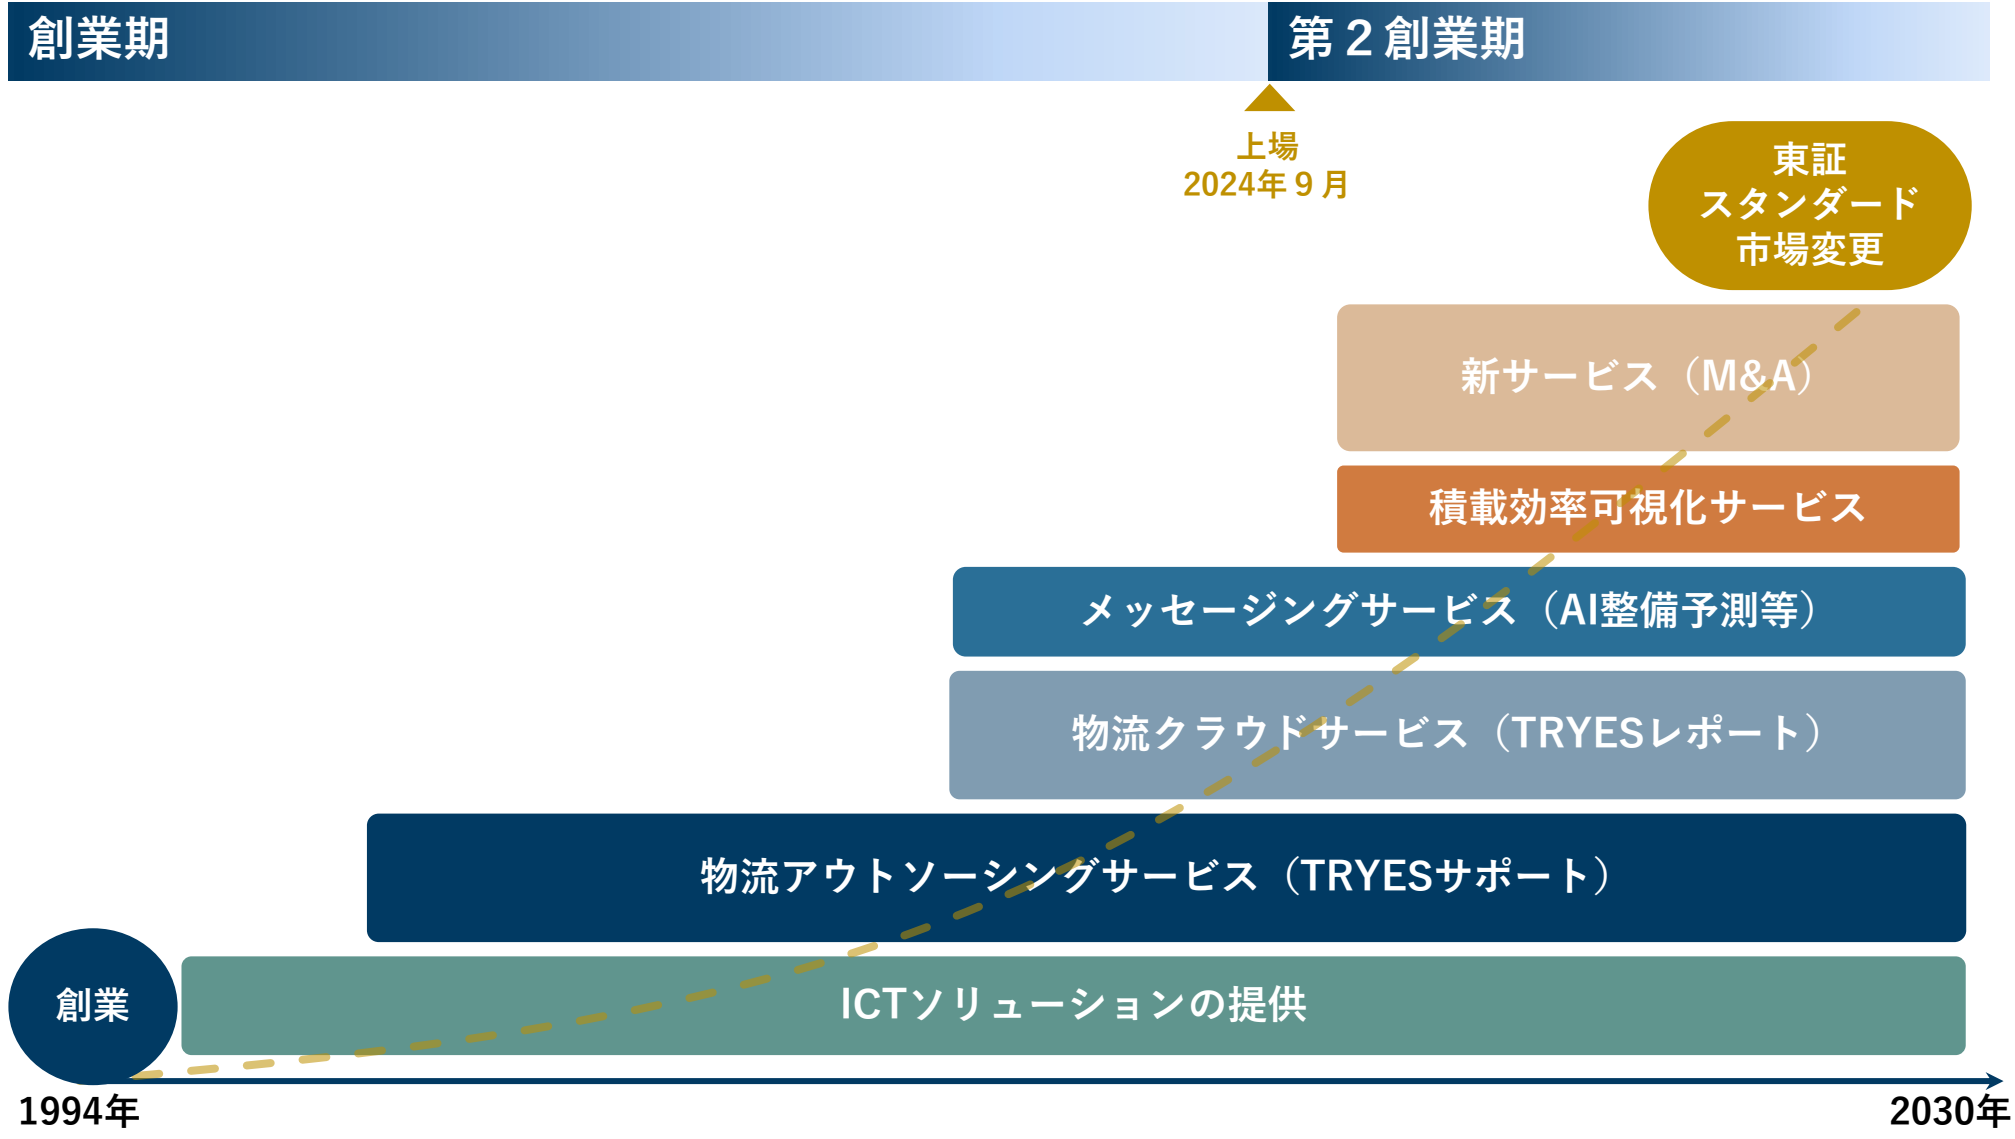 創業期
第２創業期
上場
2024年９月
東証
スタンダード
市場変更
新サービス（M&A）
積載効率可視化サービス
メッセージングサービス（AI整備予測等）
物流クラウドサービス（TRYESレポート）
物流アウトソーシングサービス（TRYESサポート）
創業
ICTソリューションの提供
1994年
2030年